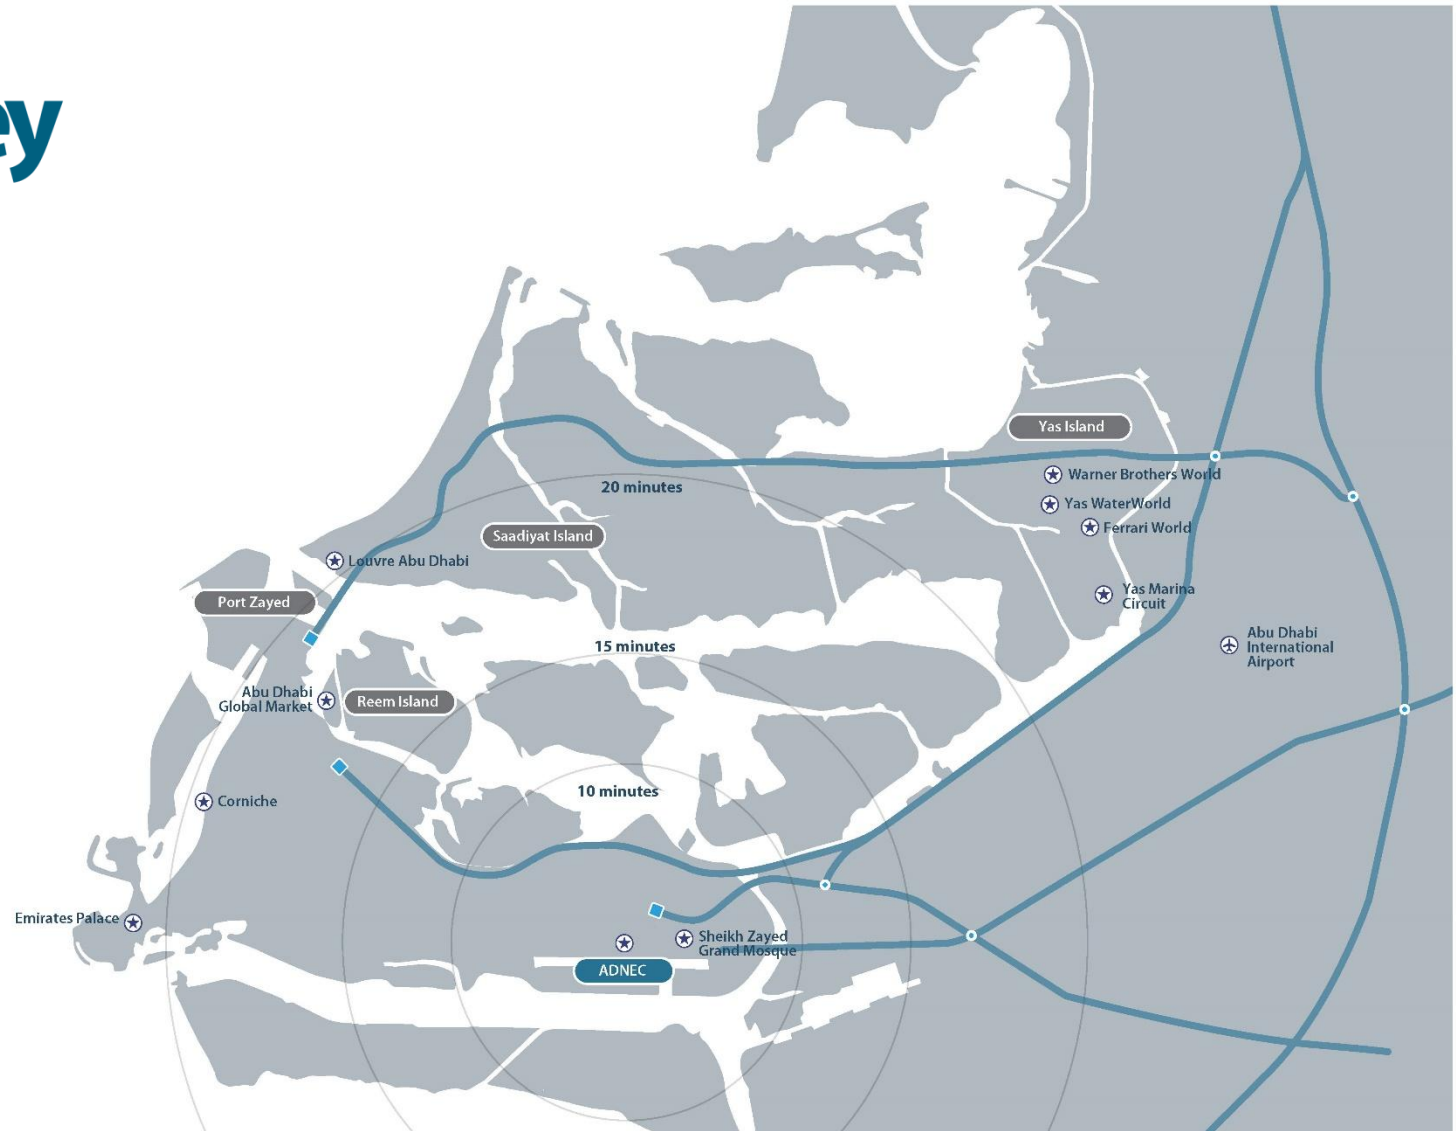 ey
Yas Island
Warner Brothers World
20 minutes
Yas WaterWorld
Ferrari World
Saadiyat Island
Louvre Abu Dhabi
Yas Marina
Circuit
Port Zayed
Abu Dhabi
International
Airport
15 minutes
Abu Dhabi
Global Market
Reem Island
10 minutes
Corniche
Emirates Palace
Sheikh Zayed
Grand Mosque
ADNEC